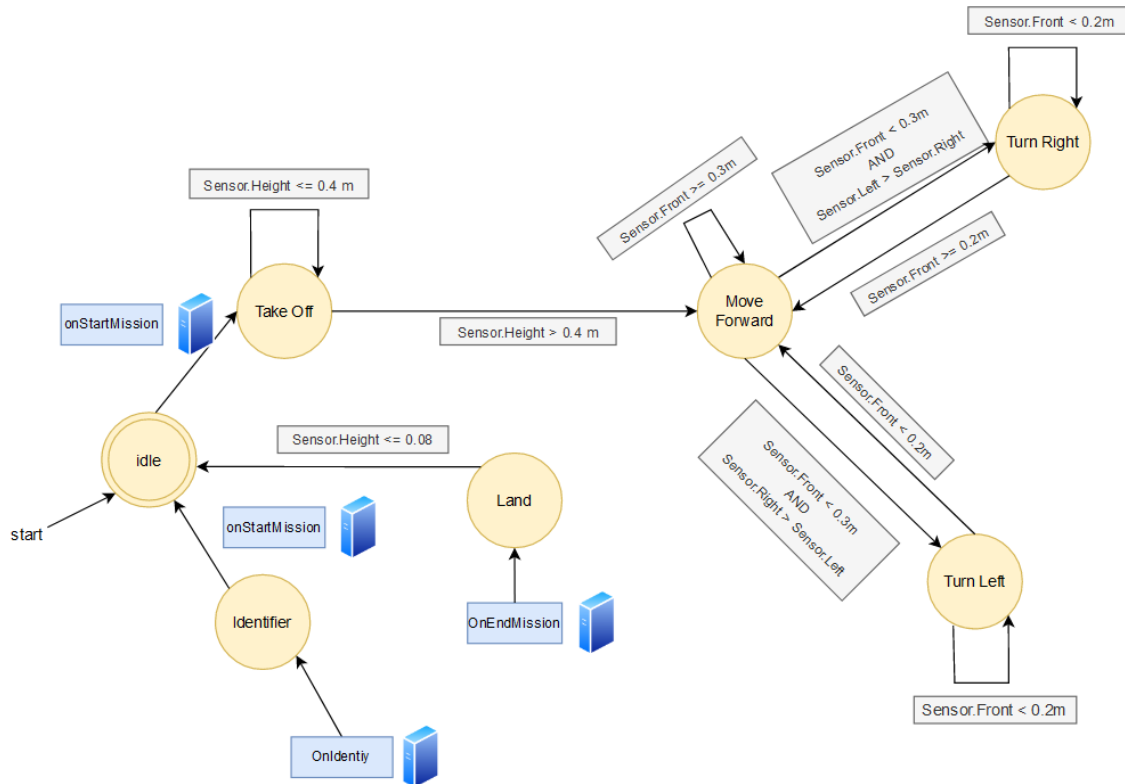 Sensor.Front < 0.2m
Turn Right
Sensor.Front < 0.3m
AND
Sensor.Left > Sensor.Right
Sensor.Front >= 0.3m
Sensor.Front >= 0.2m
Sensor.Height <= 0.4 m
onStartMission
Take Off
Move
Forward
Sensor.Height > 0.4 m
Sensor.Front < 0.2m
Sensor.Height <= 0.08
idle
Land
Sensor.Front < 0.3m
AND
Sensor.Right > Sensor.Left
start
onStartMission
Turn Left
Identifier
OnEndMission
Sensor.Front < 0.2m
OnIdentiy